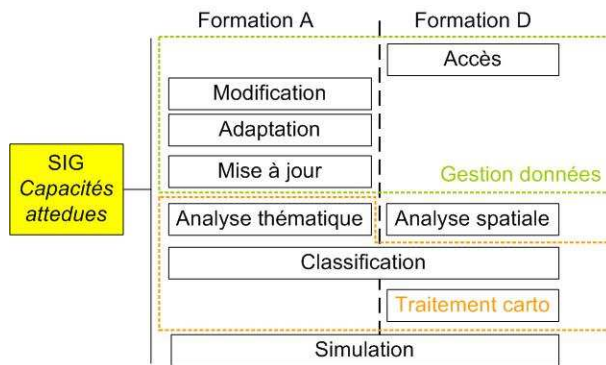 Formation A
Formation D
Accès
Modification
Adaptation
Mise à jour
Gestion données
SIG
Capacités
attedues
Analyse thématique
Analyse spatiale
Classification
Traitement carto
Simulation